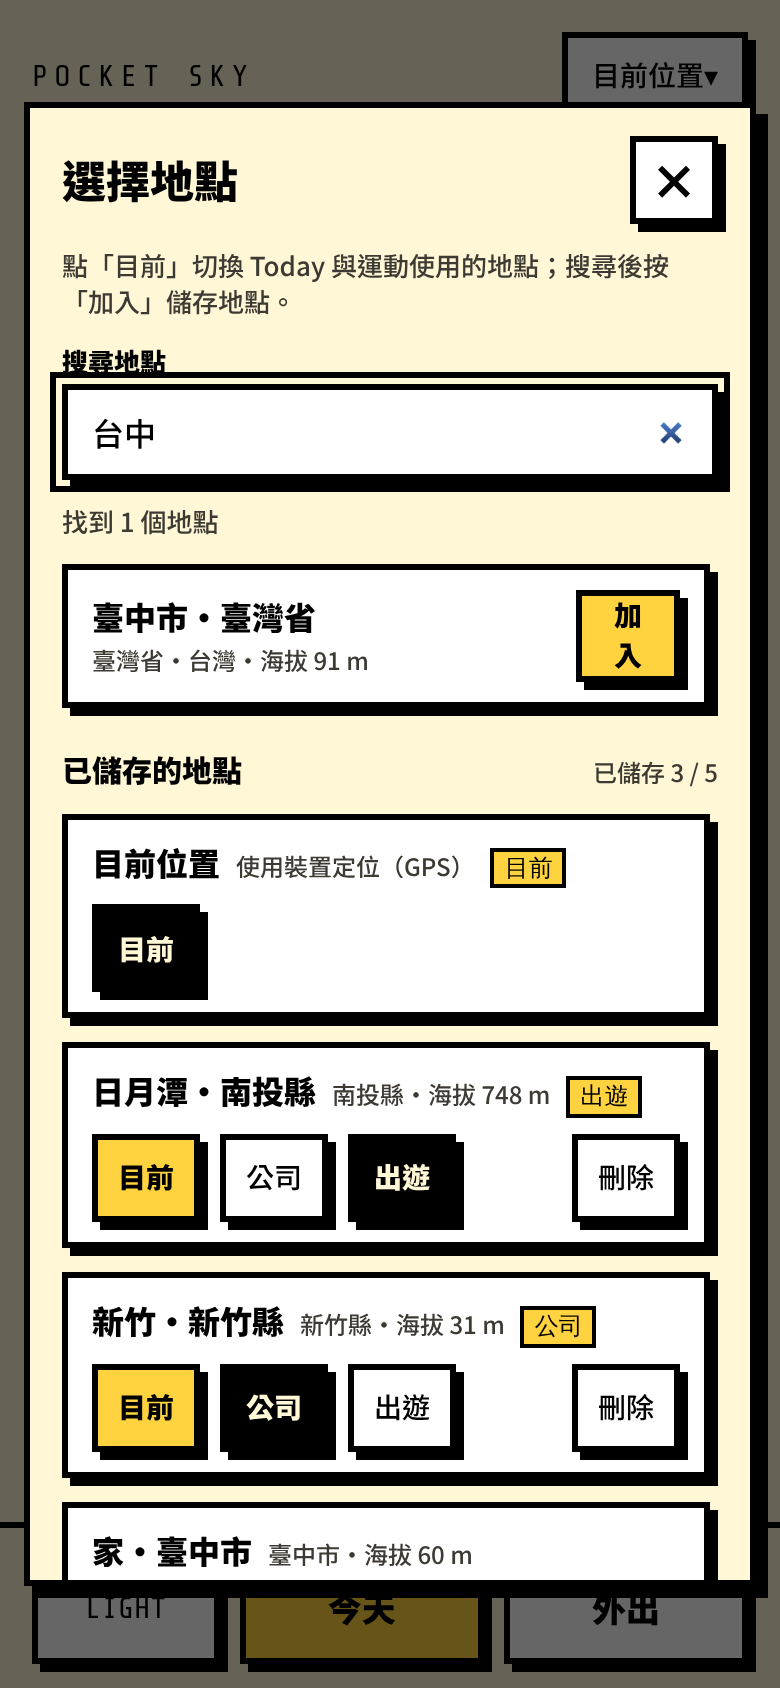 POCKET SKY
目前位置▾
選擇地點
×
點「目前」切換 Today 與運動使用的地點；搜尋後按
「加入」儲存地點。
搜尋地點
台中
×
找到 1 個地點
臺中市・臺灣省
臺灣省・台灣・海拔 91 m
加
入
已儲存的地點
已儲存 3 / 5
目前位置 使用裝置定位（GPS） 目前
目前
日月潭・南投縣 南投縣・海拔 748 m 出遊
目前 公司 出遊 刪除
新竹・新竹縣 新竹縣・海拔 31 m 公司
目前 公司 出遊 刪除
家・臺中市 臺中市・海拔 60 m
LIGHT 今天 外出